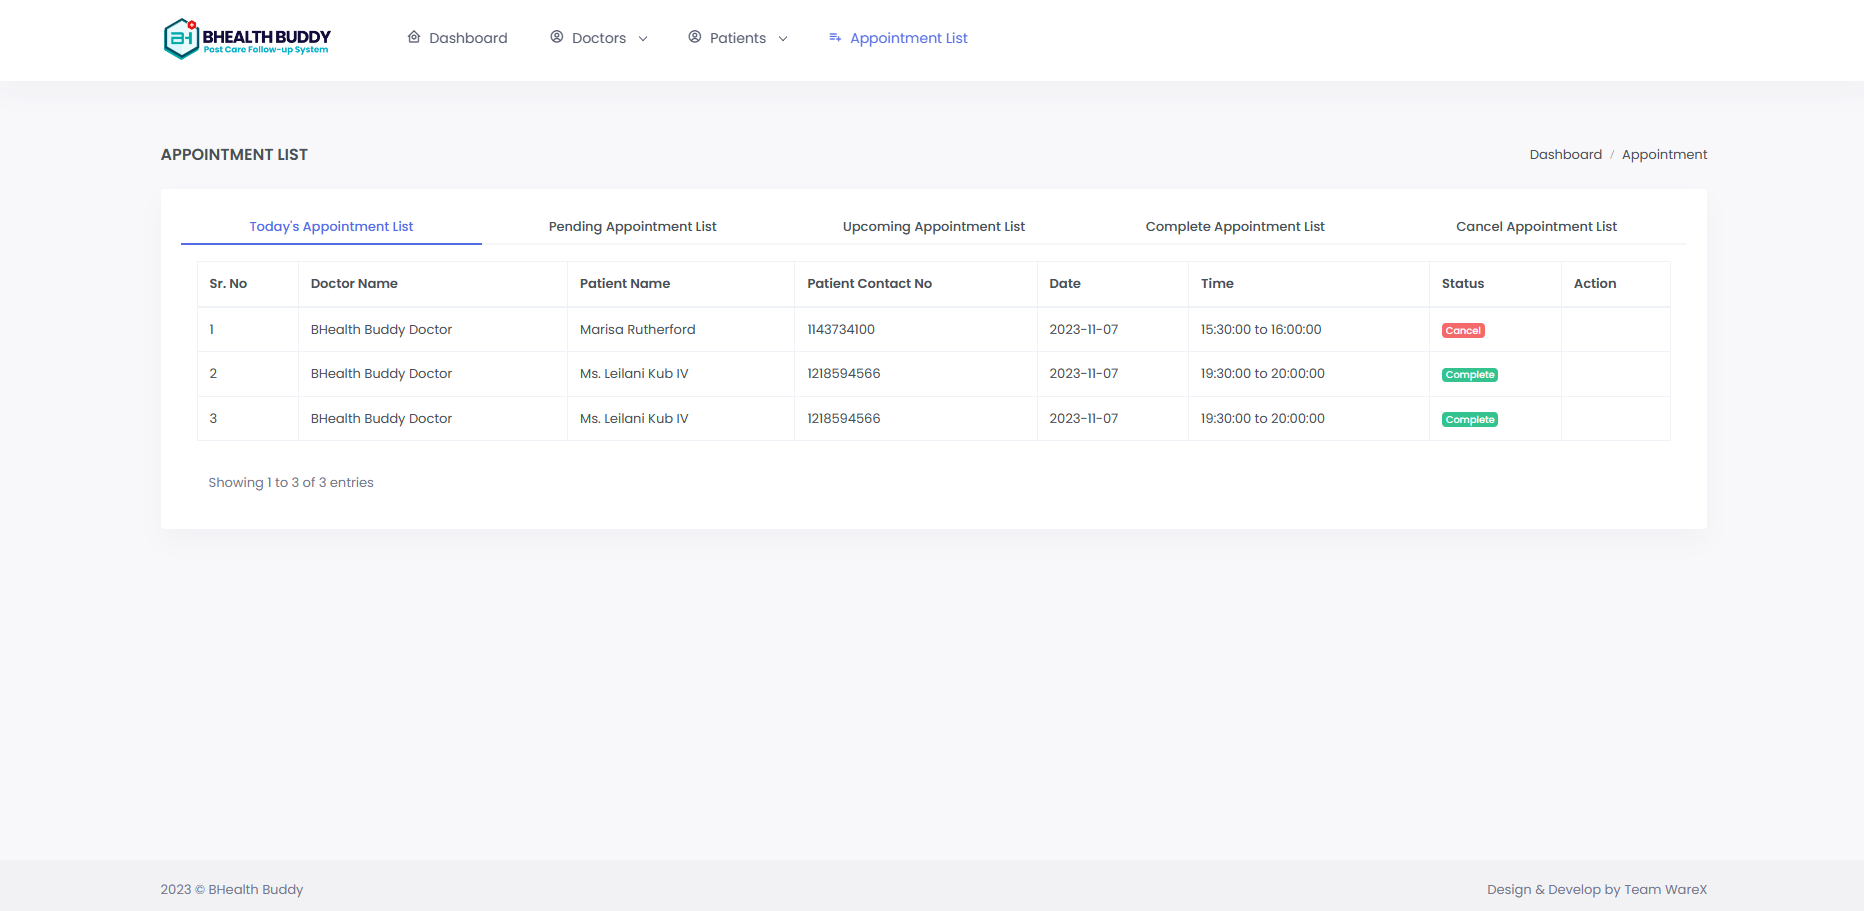 BHEALTH BUDDY
Post Care Follow-up System
Dashboard Doctors Patients Appointment List
APPOINTMENT LIST
Dashboard / Appointment
Today's Appointment List Pending Appointment List Upcoming Appointment List Complete Appointment List Cancel Appointment List
Sr. No Doctor Name Patient Name Patient Contact No Date Time Status Action
1 BHealth Buddy Doctor Marisa Rutherford 1143734100 2023-11-07 15:30:00 to 16:00:00 Cancel
2 BHealth Buddy Doctor Ms. Leilani Kub IV 1218594566 2023-11-07 19:30:00 to 20:00:00 Complete
3 BHealth Buddy Doctor Ms. Leilani Kub IV 1218594566 2023-11-07 19:30:00 to 20:00:00 Complete
Showing 1 to 3 of 3 entries
2023 © BHealth Buddy
Design & Develop by Team WareX